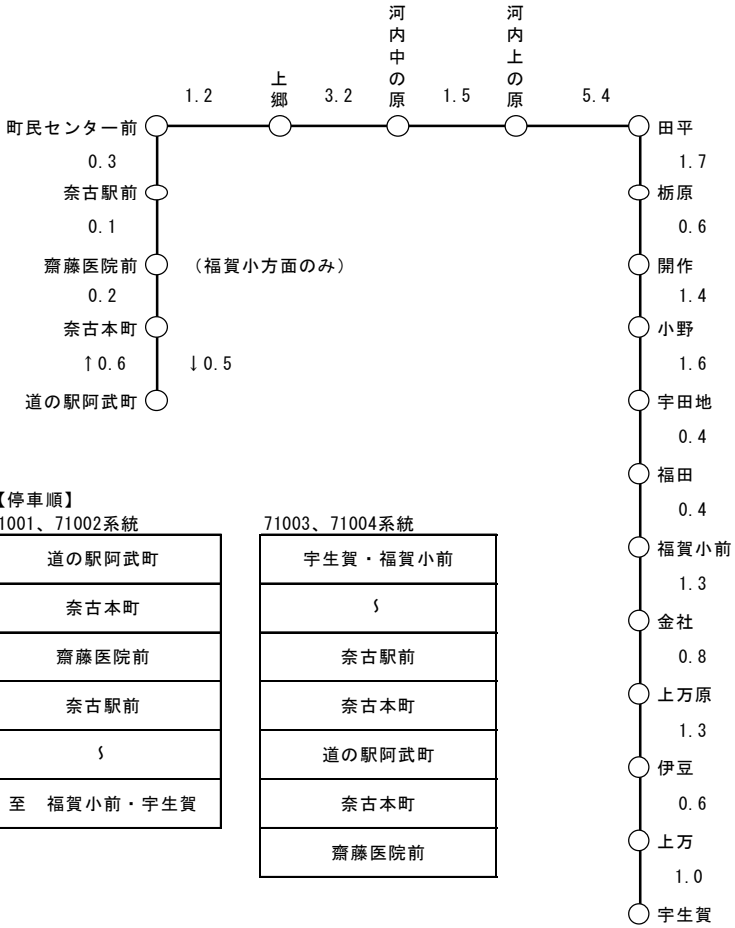 河内中の原
河内上の原
上郷
1.2
3.2
1.5
5.4
町民センター前
田平
0.3
1.7
奈古駅前
栃原
0.1
0.6
齋藤医院前
(福賀小方面のみ)
開作
0.2
1.4
奈古本町
小野
↑0.6
↓0.5
1.6
道の駅阿武町
宇田地
0.4
福田
0.4
福賀小前
1.3
金社
0.8
上万原
1.3
伊豆
0.6
上万
1.0
宇生賀
【停車順】
1001、71002系統
道の駅阿武町
奈古本町
齋藤医院前
奈古駅前
〜
至 福賀小前・宇生賀
71003、71004系統
宇生賀・福賀小前
〜
奈古駅前
奈古本町
道の駅阿武町
奈古本町
齋藤医院前